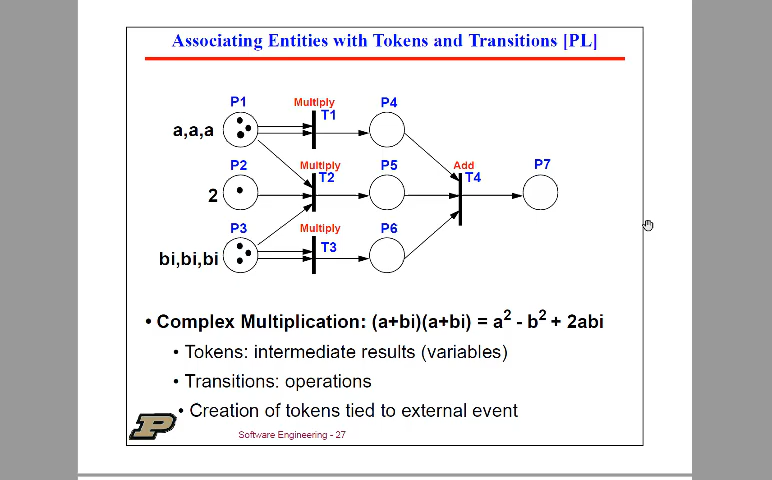 Associating Entities with Tokens and Transitions [PL]
P1 Multiply P4
T1
a,a,a
P2 Multiply P5 Add P7
T2 T4
2
P3 Multiply P6
T3
bi,bi,bi
• Complex Multiplication: (a+bi)(a+bi) = a² - b² + 2abi
• Tokens: intermediate results (variables)
• Transitions: operations
• Creation of tokens tied to external event
P
Software Engineering - 27